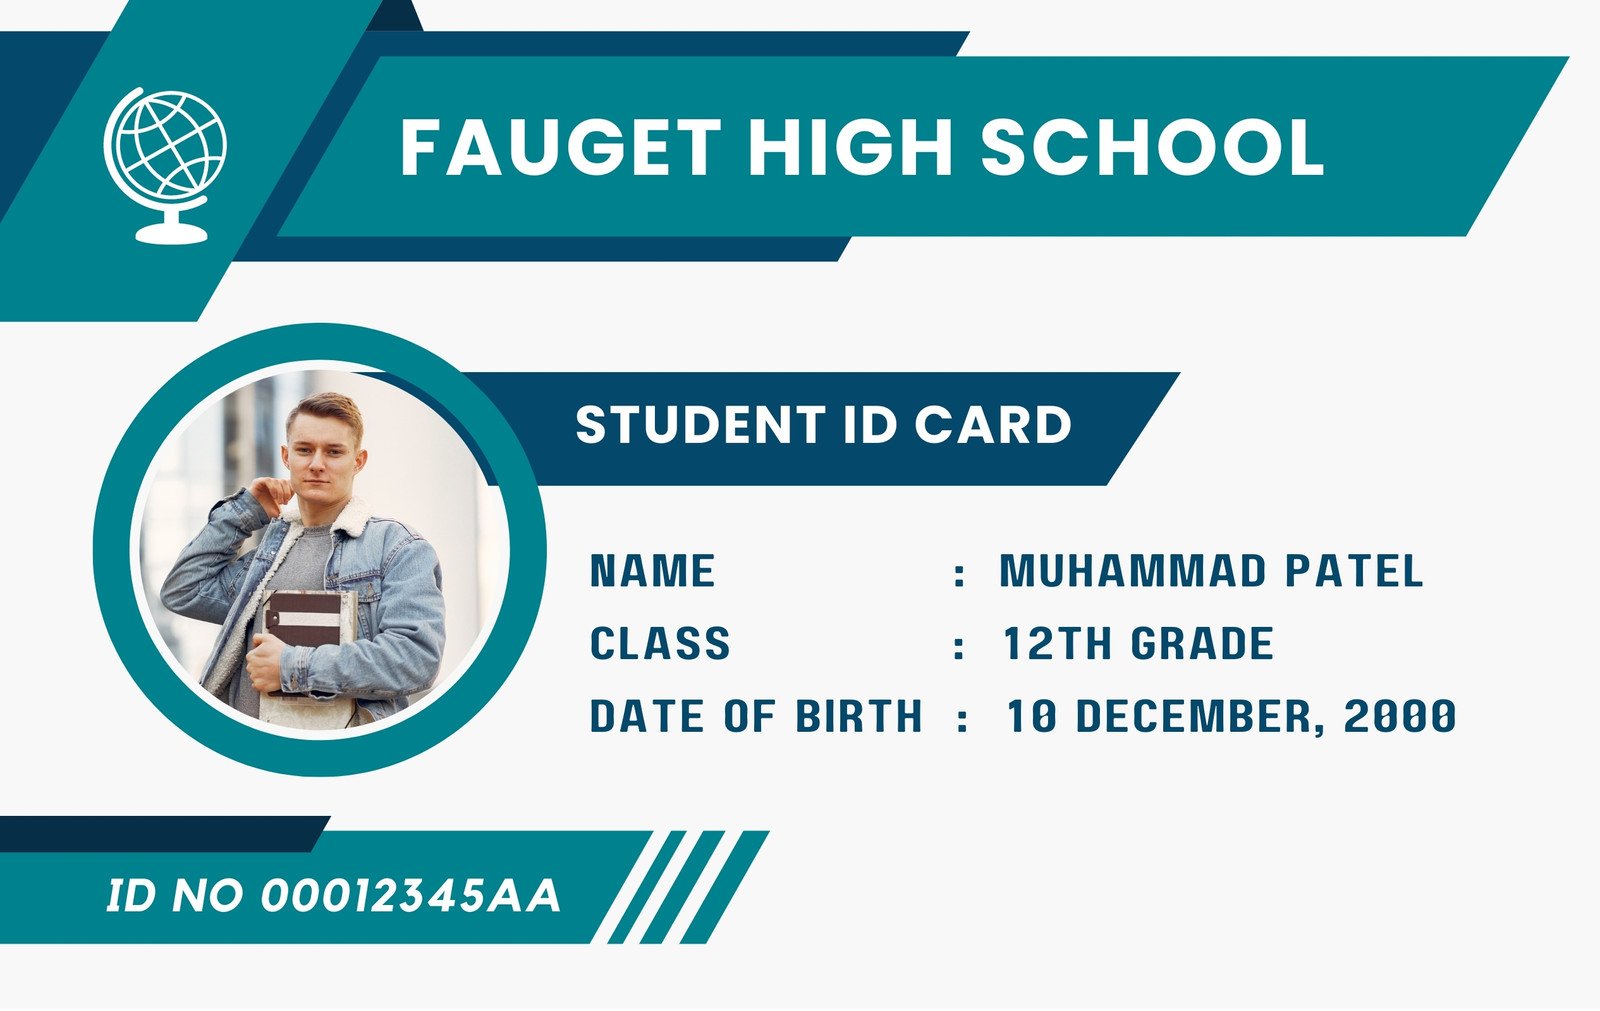 FAUGET HIGH SCHOOL
STUDENT ID CARD
NAME : MUHAMMAD PATEL
CLASS : 12TH GRADE
DATE OF BIRTH : 10 DECEMBER, 2000
ID NO 00012345AA